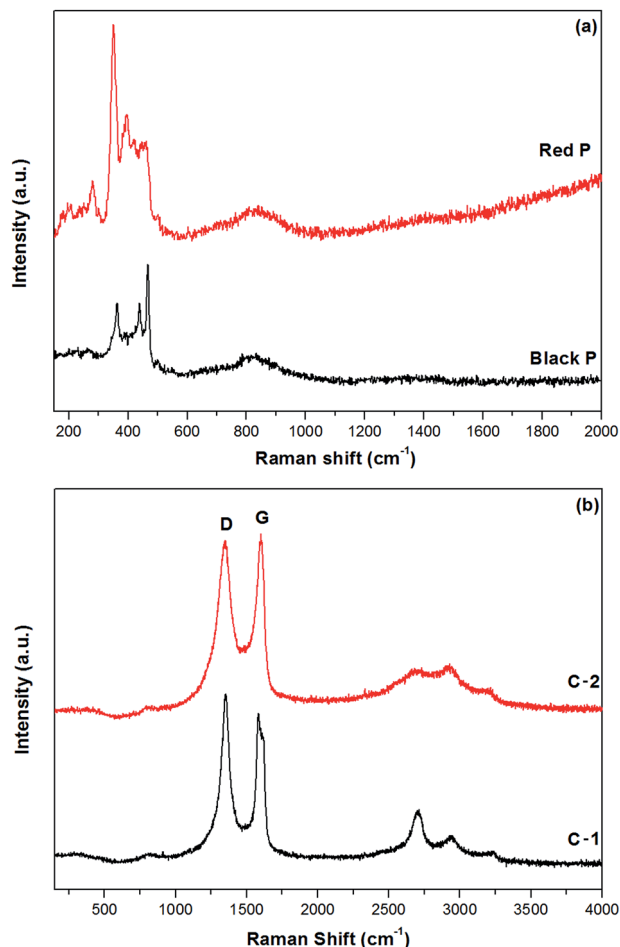 (a)
Red P
Black P
Intensity (a.u.)
200 400 600 800 1000 1200 1400 1600 1800 2000
Raman shift (cm⁻¹)
(b)
D G
C-2
C-1
Intensity (a.u.)
500 1000 1500 2000 2500 3000 3500 4000
Raman Shift (cm⁻¹)